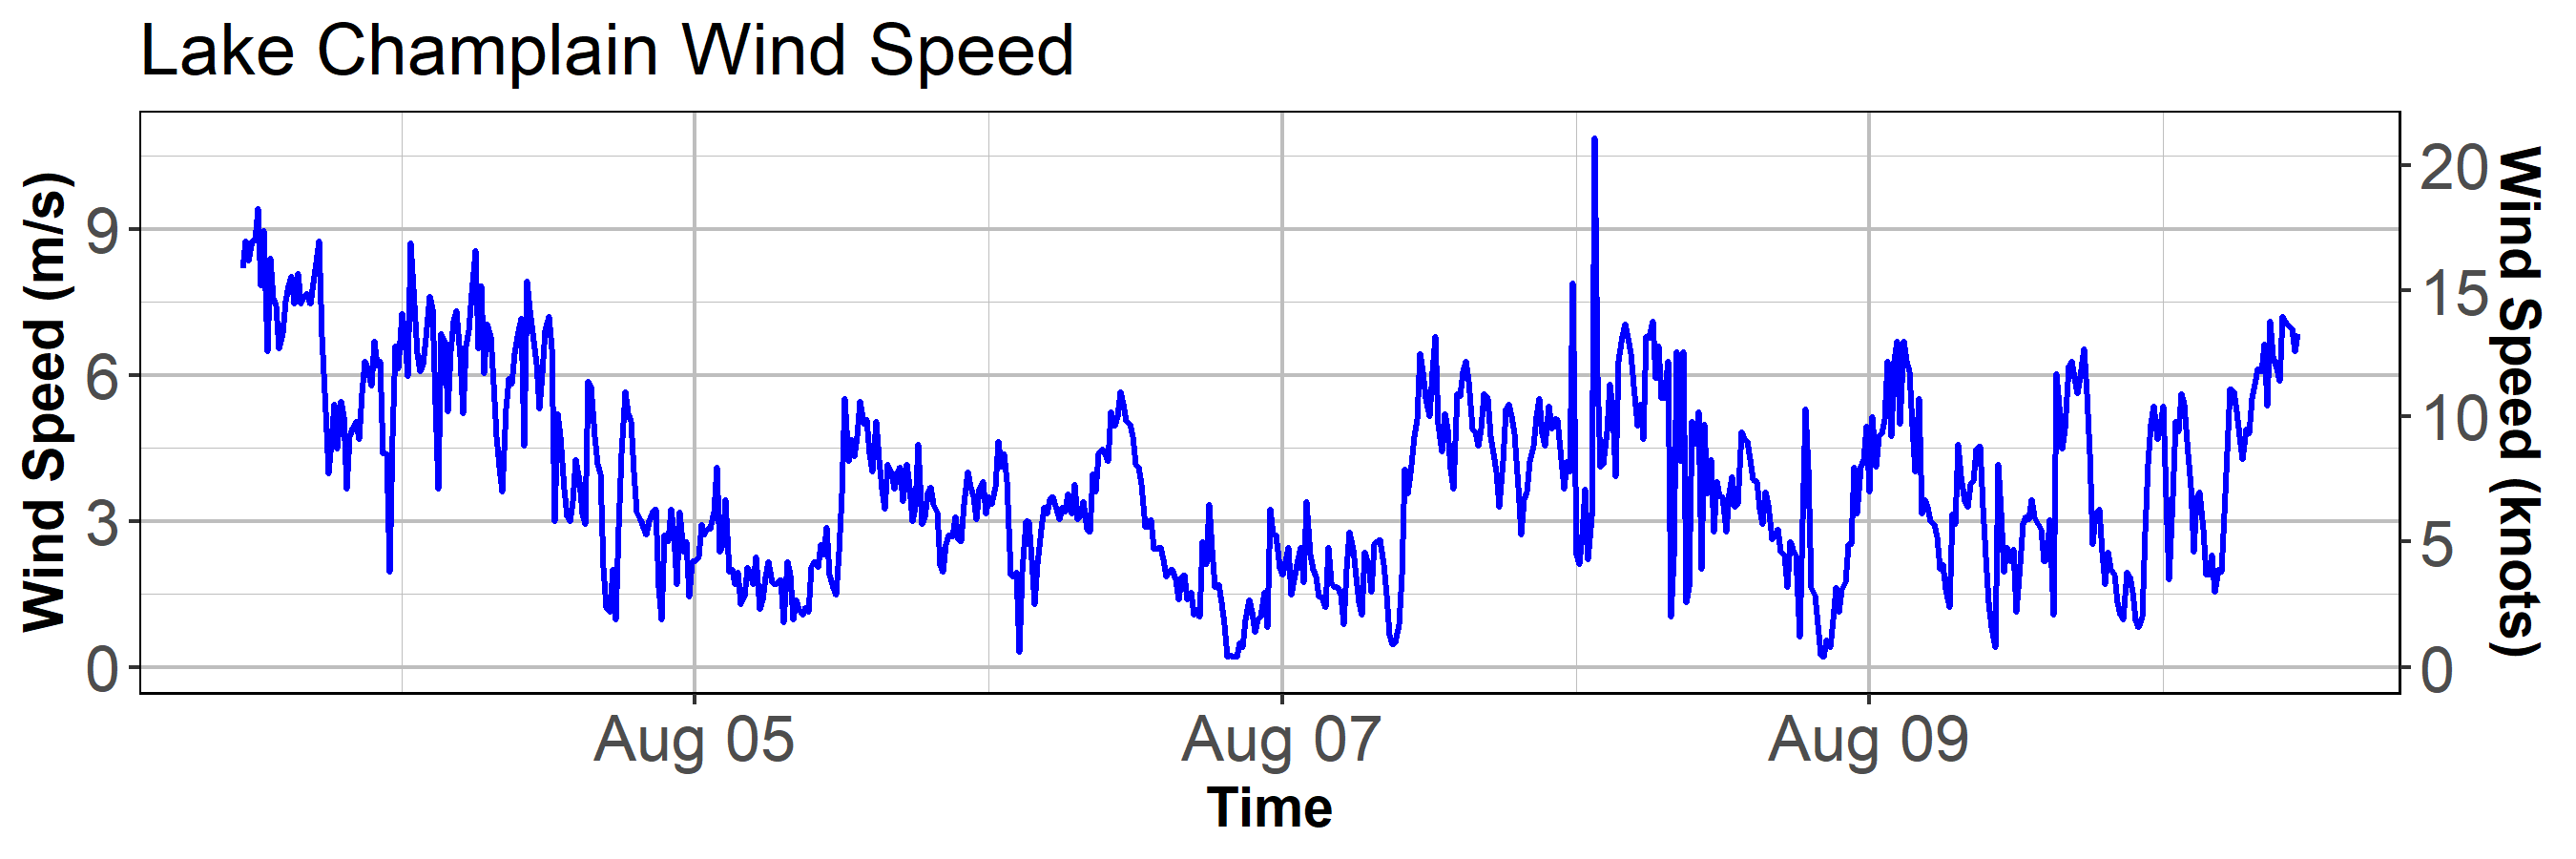 Lake Champlain Wind Speed
Wind Speed (m/s)
9
6
3
0
20
15
10
5
0
Wind Speed (knots)
Aug 05
Aug 07
Aug 09
Time